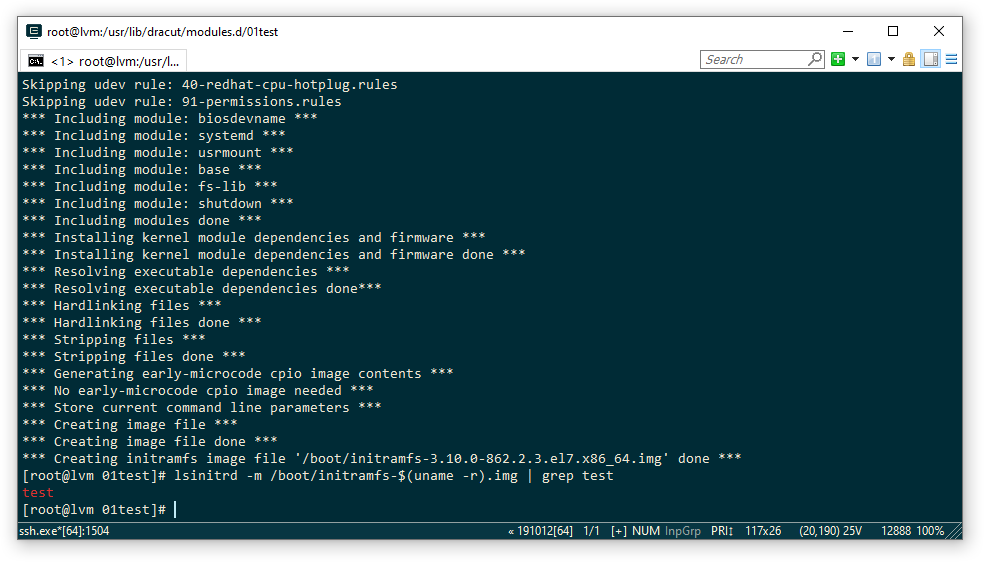 root@lvm:/usr/lib/dracut/modules.d/01test
<1> root@lvm:/usr/l...
Search
Skipping udev rule: 40-redhat-cpu-hotplug.rules
Skipping udev rule: 91-permissions.rules
*** Including module: biosdevname ***
*** Including module: systemd ***
*** Including module: usrmount ***
*** Including module: base ***
*** Including module: fs-lib ***
*** Including module: shutdown ***
*** Including modules done ***
*** Installing kernel module dependencies and firmware ***
*** Installing kernel module dependencies and firmware done ***
*** Resolving executable dependencies ***
*** Resolving executable dependencies done***
*** Hardlinking files ***
*** Hardlinking files done ***
*** Stripping files ***
*** Stripping files done ***
*** Generating early-microcode cpio image contents ***
*** No early-microcode cpio image needed ***
*** Store current command line parameters ***
*** Creating image file ***
*** Creating image file done ***
*** Creating initramfs image file '/boot/initramfs-3.10.0-862.2.3.el7.x86_64.img' done ***
[root@lvm 01test]# lsinitrd -m /boot/initramfs-$(uname -r).img | grep test
test
[root@lvm 01test]#
ssh.exe*[64]:1504 « 191012[64] 1/1 [+] NUM InpGrp PRI↕ 117x26 (20,190) 25V 12888 100%